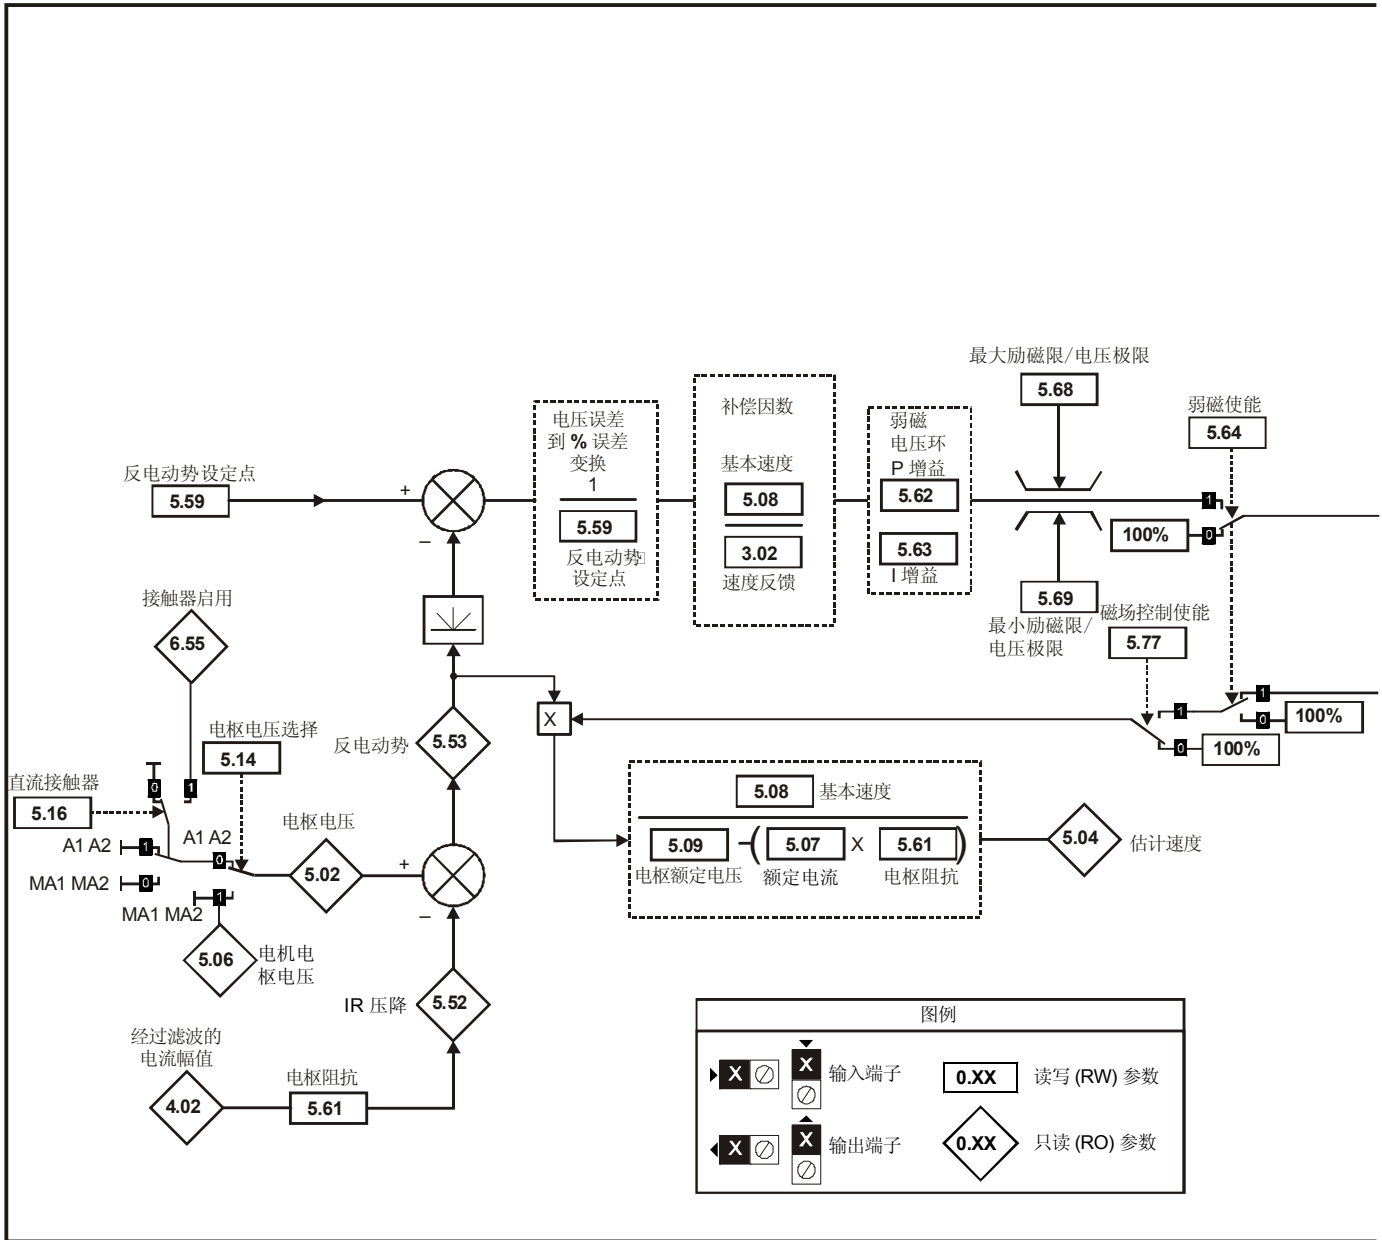 最大励磁限/电压极限
5.68
弱磁使能
5.64
补偿因数
基本速度
5.08
3.02
速度反馈
电压误差
到 % 误差
变换
1
5.59
反电动势
设定点
弱磁
电压环
P 增益
5.62
5.63
I 增益
反电动势设定点
5.59
+
−
1
0
100%
5.69
最小励磁限/
电压极限
磁场控制使能
5.77
接触器启用
6.55
电枢电压选择
5.14
反电动势
5.53
X
1
0
100%
1
0
100%
直流接触器
5.16
0
1
A1 A2
1
A1 A2
0
MA1 MA2
0
MA1 MA2
1
电枢电压
5.02
+
−
5.06
电机电
枢电压
5.08
基本速度
5.09
−
(
5.07
X
5.61
)
电枢额定电压
额定电流
电枢阻抗
5.04
估计速度
IR 压降
5.52
经过滤波的
电流幅值
4.02
电枢阻抗
5.61
图例
X
X
输入端子
0.XX
读写 (RW) 参数
X
X
输出端子
0.XX
只读 (RO) 参数